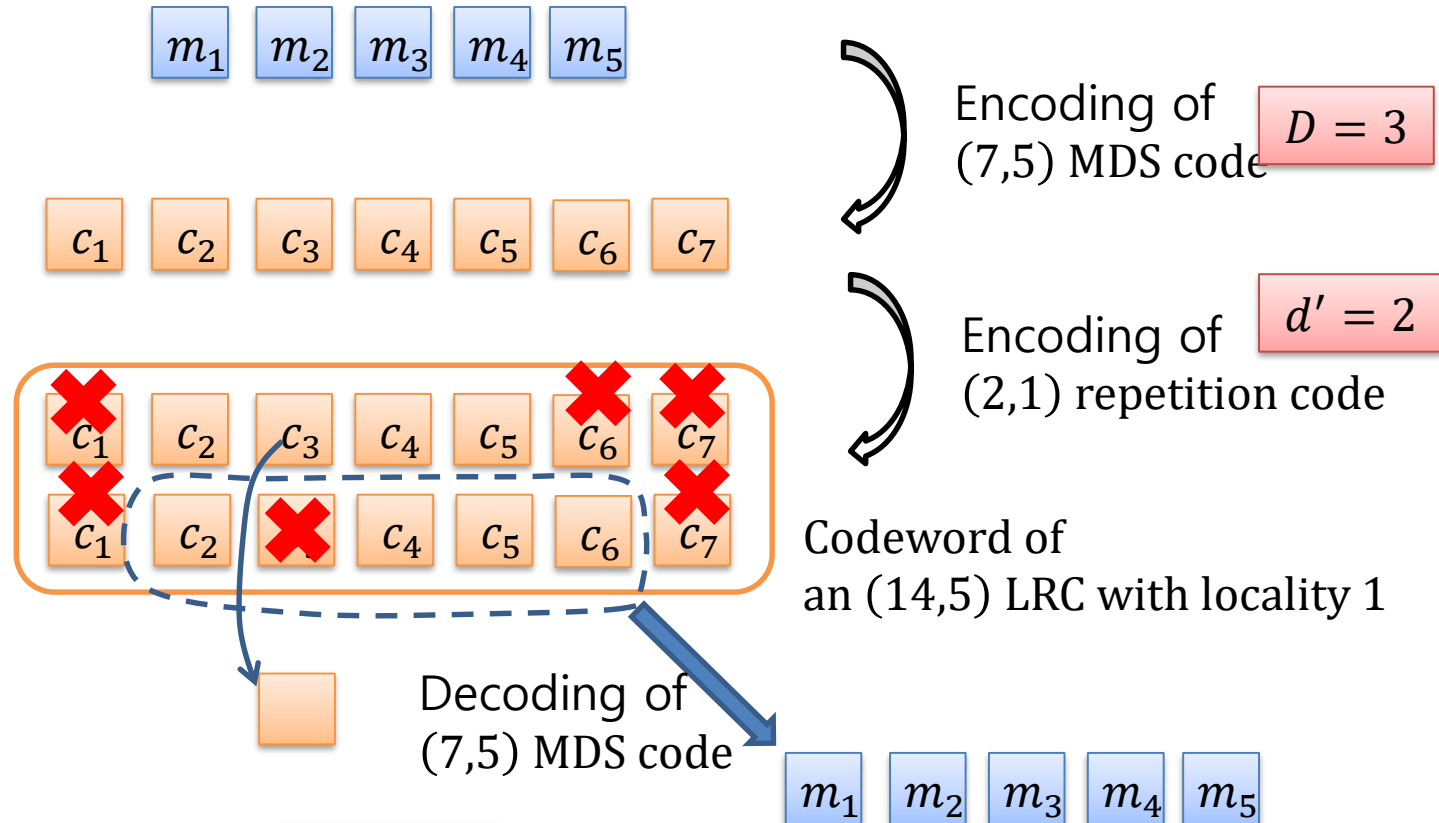 m₁ m₂ m₃ m₄ m₅
Encoding of
(7,5) MDS code
D = 3
c₁ c₂ c₃ c₄ c₅ c₆ c₇
Encoding of
(2,1) repetition code
d′ = 2
c₁ c₂ c₃ c₄ c₅ c₆ c₇
c₁ c₂ c₄ c₅ c₆ c₇
Codeword of
an (14,5) LRC with locality 1
Decoding of
(7,5) MDS code
m₁ m₂ m₃ m₄ m₅